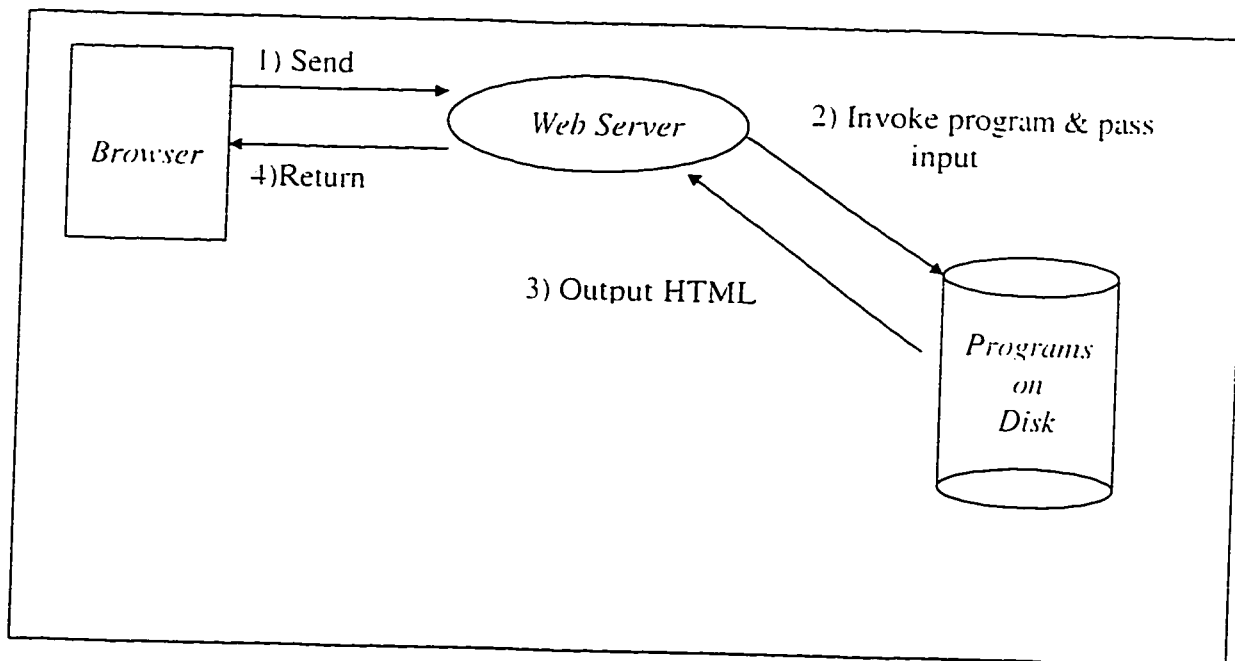 1) Send
Web Server
2) Invoke program & pass
input
Browser
4)Return
3) Output HTML
Programs
on
Disk